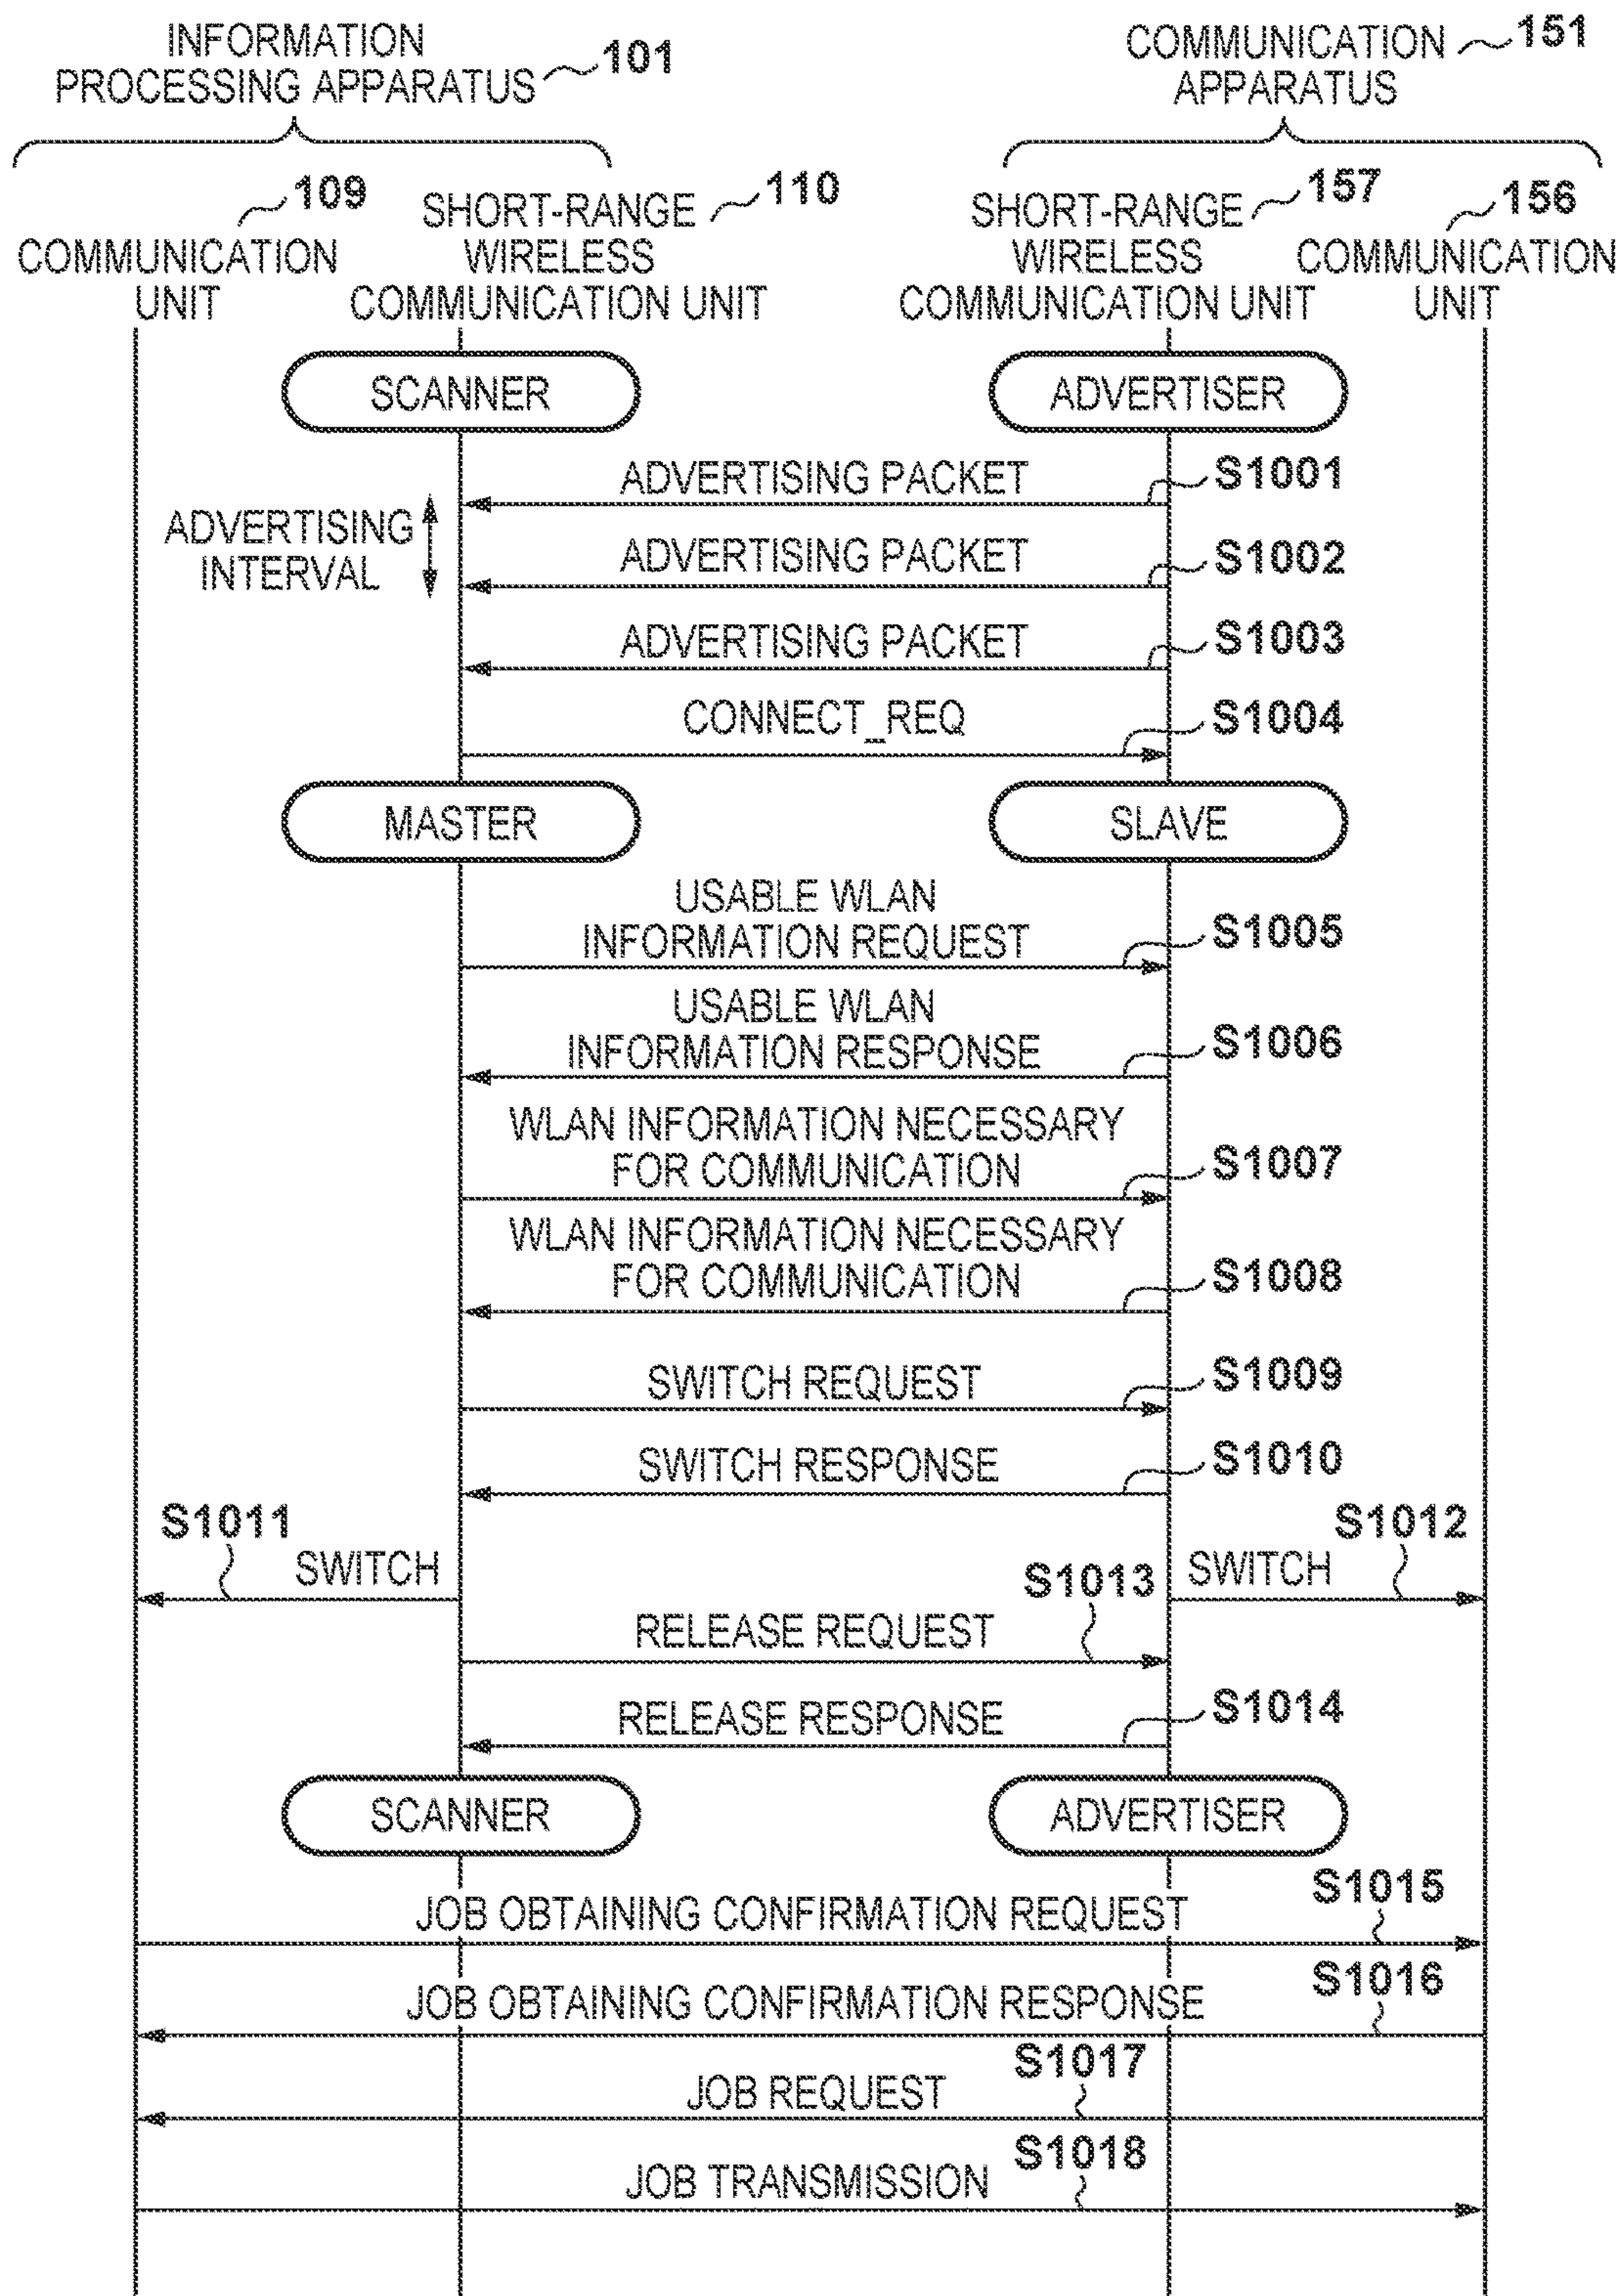 INFORMATION
PROCESSING APPARATUS 101
COMMUNICATION 151
APPARATUS
109
COMMUNICATION
UNIT
SHORT-RANGE 110
WIRELESS
COMMUNICATION UNIT
SHORT-RANGE 157
WIRELESS
COMMUNICATION UNIT
156
COMMUNICATION
UNIT
SCANNER
ADVERTISER
ADVERTISING PACKET S1001
ADVERTISING
INTERVAL
ADVERTISING PACKET S1002
ADVERTISING PACKET S1003
CONNECT_REQ S1004
MASTER
SLAVE
USABLE WLAN
INFORMATION REQUEST S1005
USABLE WLAN
INFORMATION RESPONSE S1006
WLAN INFORMATION NECESSARY
FOR COMMUNICATION S1007
WLAN INFORMATION NECESSARY
FOR COMMUNICATION S1008
SWITCH REQUEST S1009
SWITCH RESPONSE S1010
S1011
SWITCH
S1012
SWITCH
S1013
RELEASE REQUEST
RELEASE RESPONSE S1014
SCANNER
ADVERTISER
JOB OBTAINING CONFIRMATION REQUEST S1015
JOB OBTAINING CONFIRMATION RESPONSE S1016
JOB REQUEST S1017
JOB TRANSMISSION S1018